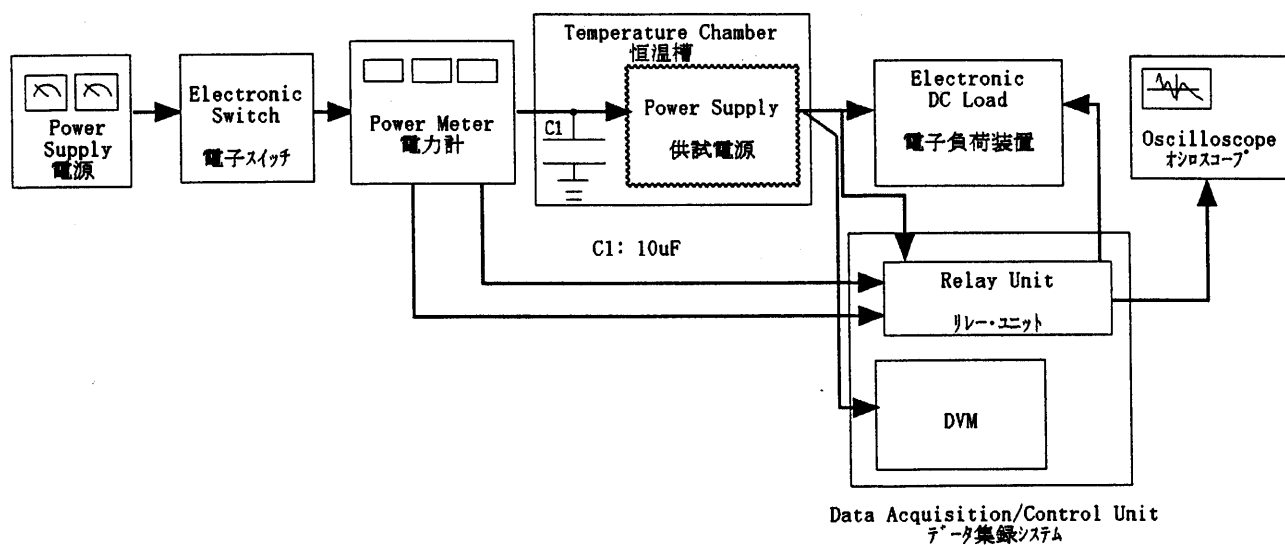 Power
Supply
電源
Electronic
Switch
電子スイッチ
Power Meter
電力計
Temperature Chamber
恒温槽
C1
Power Supply
供試電源
Electronic
DC Load
電子負荷装置
Oscilloscope
オシロスコープ
C1: 10uF
Relay Unit
リレー・ユニット
DVM
Data Acquisition/Control Unit
データ集録システム